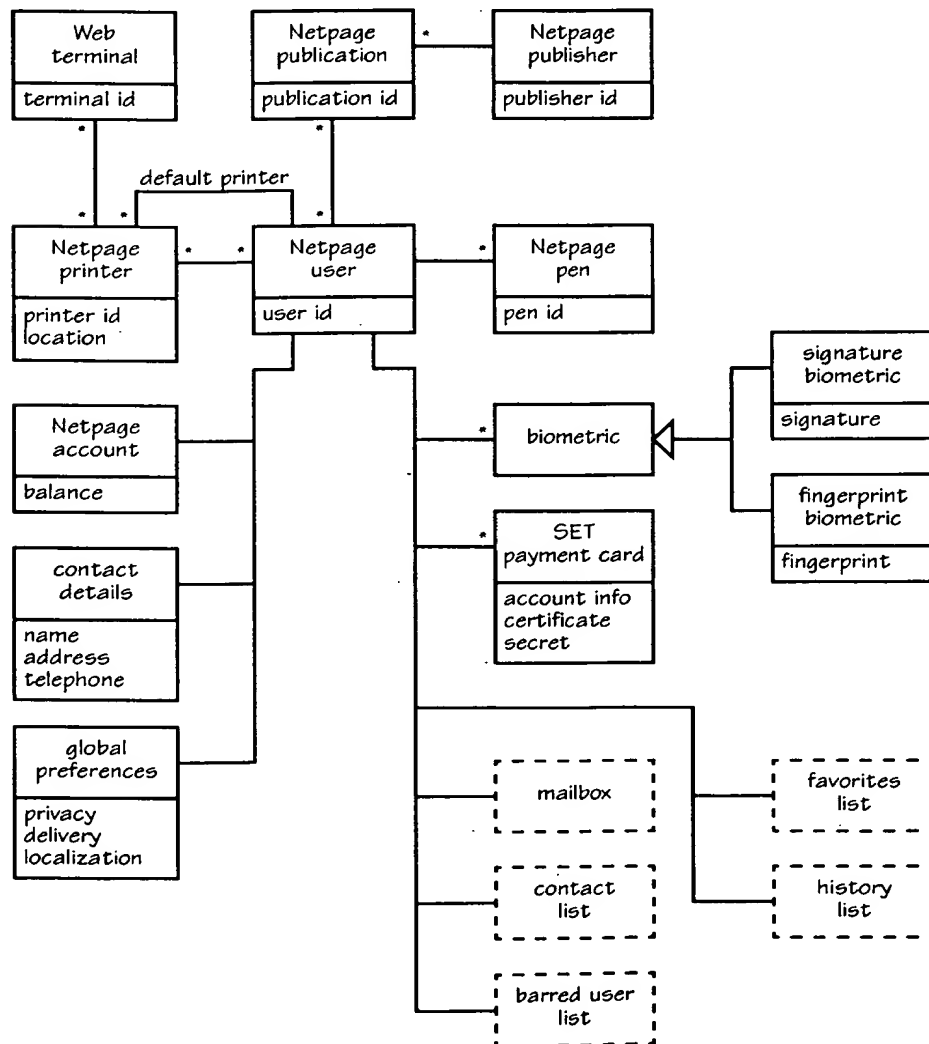 Web
terminal
terminal id
Netpage
publication
publication id
*
Netpage
publisher
publisher id
*
*
default printer
*
*
*
Netpage
printer
printer id
location
*
*
Netpage
user
user id
*
Netpage
pen
pen id
signature
biometric
signature
Netpage
account
balance
*
biometric
fingerprint
biometric
fingerprint
*
SET
payment card
account info
certificate
secret
contact
details
name
address
telephone
global
preferences
privacy
delivery
localization
mailbox
favorites
list
contact
list
history
list
barred user
list